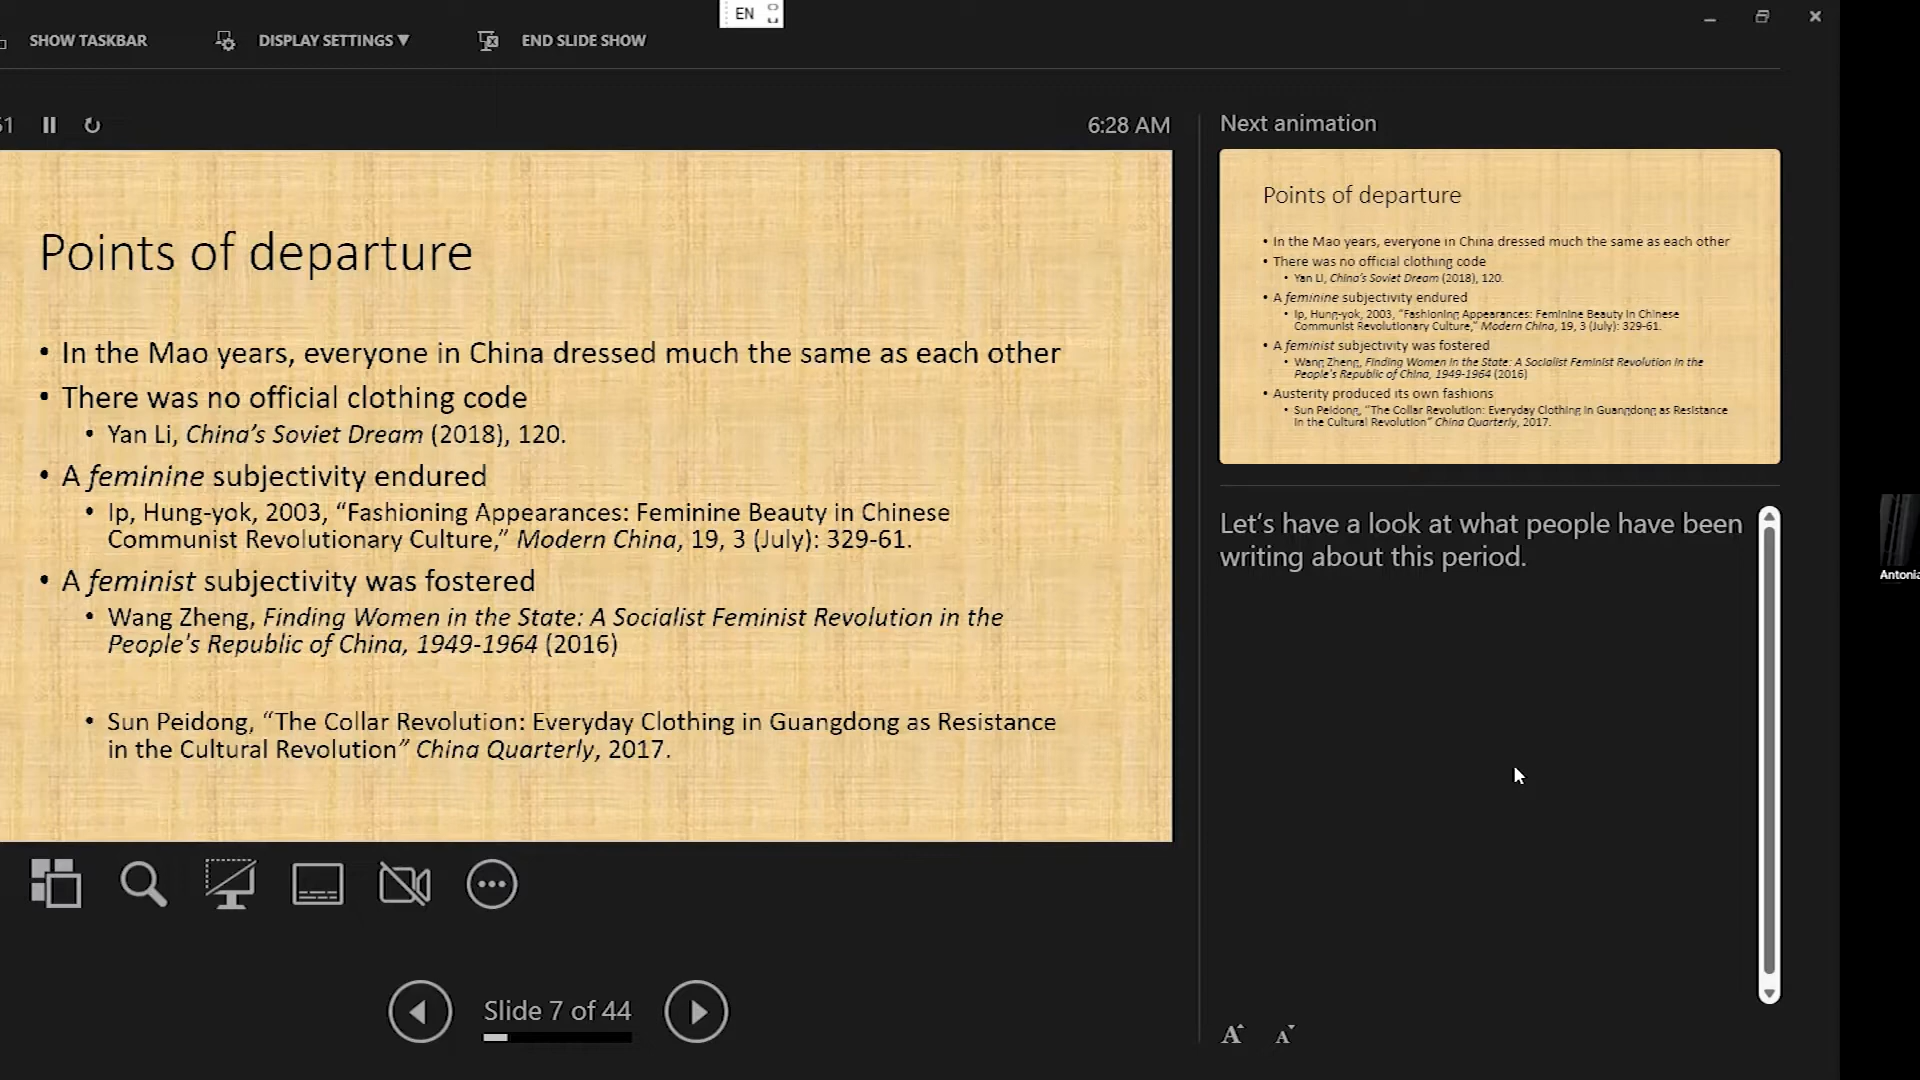 EN
SHOW TASKBAR
DISPLAY SETTINGS ▼
END SLIDE SHOW
51
6:28 AM
Points of departure
• In the Mao years, everyone in China dressed much the same as each other
• There was no official clothing code
• Yan Li, China's Soviet Dream (2018), 120.
• A feminine subjectivity endured
• Ip, Hung-yok, 2003, “Fashioning Appearances: Feminine Beauty in Chinese
Communist Revolutionary Culture,” Modern China, 19, 3 (July): 329-61.
• A feminist subjectivity was fostered
• Wang Zheng, Finding Women in the State: A Socialist Feminist Revolution in the
People's Republic of China, 1949-1964 (2016)
• Sun Peidong, “The Collar Revolution: Everyday Clothing in Guangdong as Resistance
in the Cultural Revolution” China Quarterly, 2017.
Slide 7 of 44
Next animation
Points of departure
• In the Mao years, everyone in China dressed much the same as each other
• There was no official clothing code
• Yan Li, China's Soviet Dream (2018), 120.
• A feminine subjectivity endured
• Ip, Hung-yok, 2003, “Fashioning Appearances: Feminine Beauty in Chinese
Communist Revolutionary Culture,” Modern China, 19, 3 (July): 329-61.
• A feminist subjectivity was fostered
• Wang Zheng, Finding Women in the State: A Socialist Feminist Revolution in the
People's Republic of China, 1949-1964 (2016)
• Austerity produced its own fashions
• Sun Peidong, “The Collar Revolution: Everyday Clothing in Guangdong as Resistance
in the Cultural Revolution” China Quarterly, 2017.
Let's have a look at what people have been
writing about this period.
A A
Antonia